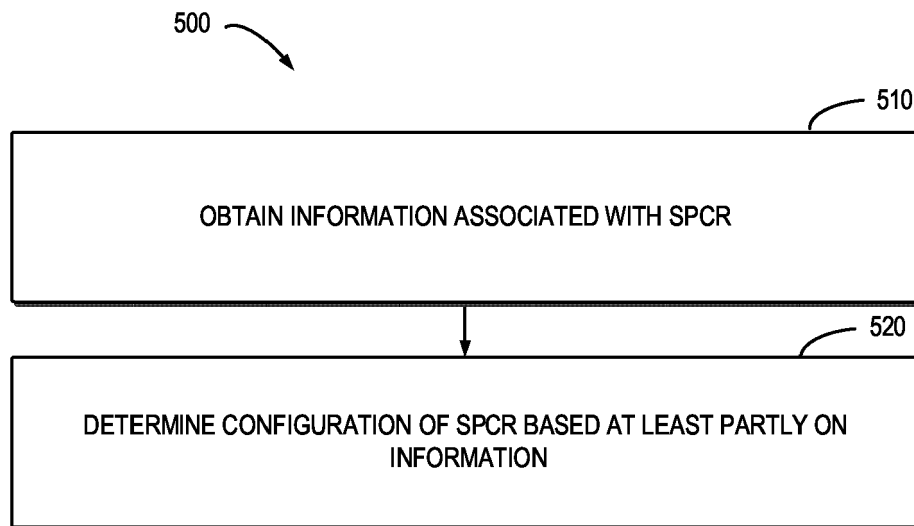 500
510
OBTAIN INFORMATION ASSOCIATED WITH SPCR
520
DETERMINE CONFIGURATION OF SPCR BASED AT LEAST PARTLY ON
INFORMATION